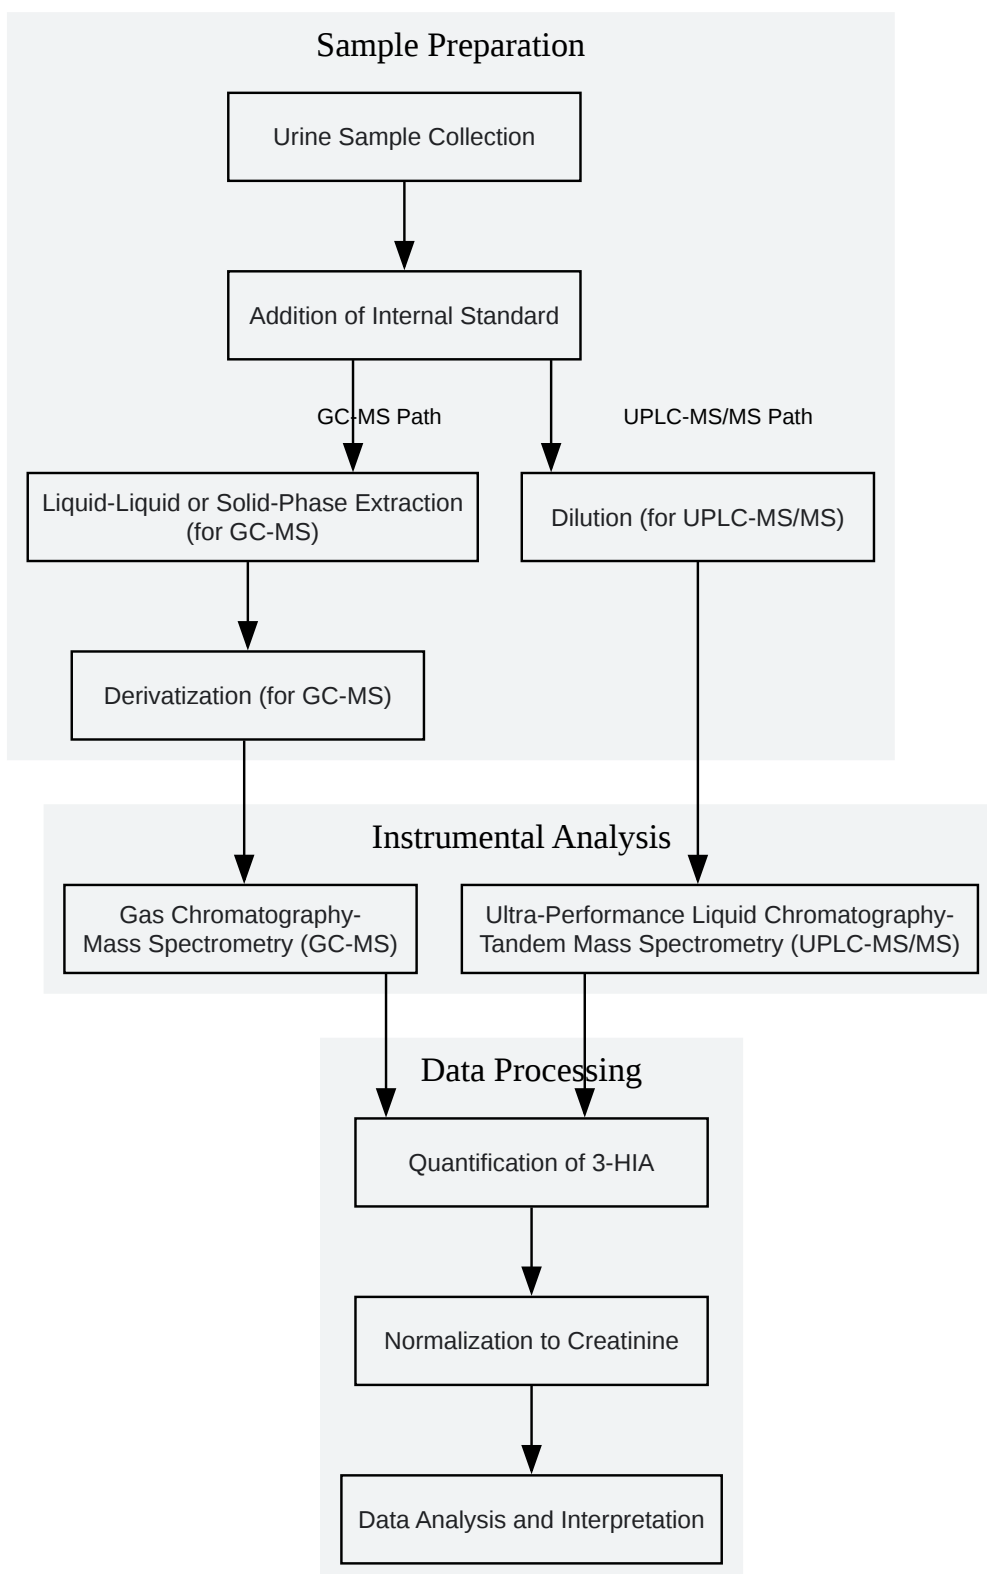 Sample Preparation
Urine Sample Collection
Addition of Internal Standard
GC-MS Path
UPLC-MS/MS Path
Liquid-Liquid or Solid-Phase Extraction
(for GC-MS)
Dilution (for UPLC-MS/MS)
Derivatization (for GC-MS)
Instrumental Analysis
Gas Chromatography-
Mass Spectrometry (GC-MS)
Ultra-Performance Liquid Chromatography-
Tandem Mass Spectrometry (UPLC-MS/MS)
Data Processing
Quantification of 3-HIA
Normalization to Creatinine
Data Analysis and Interpretation